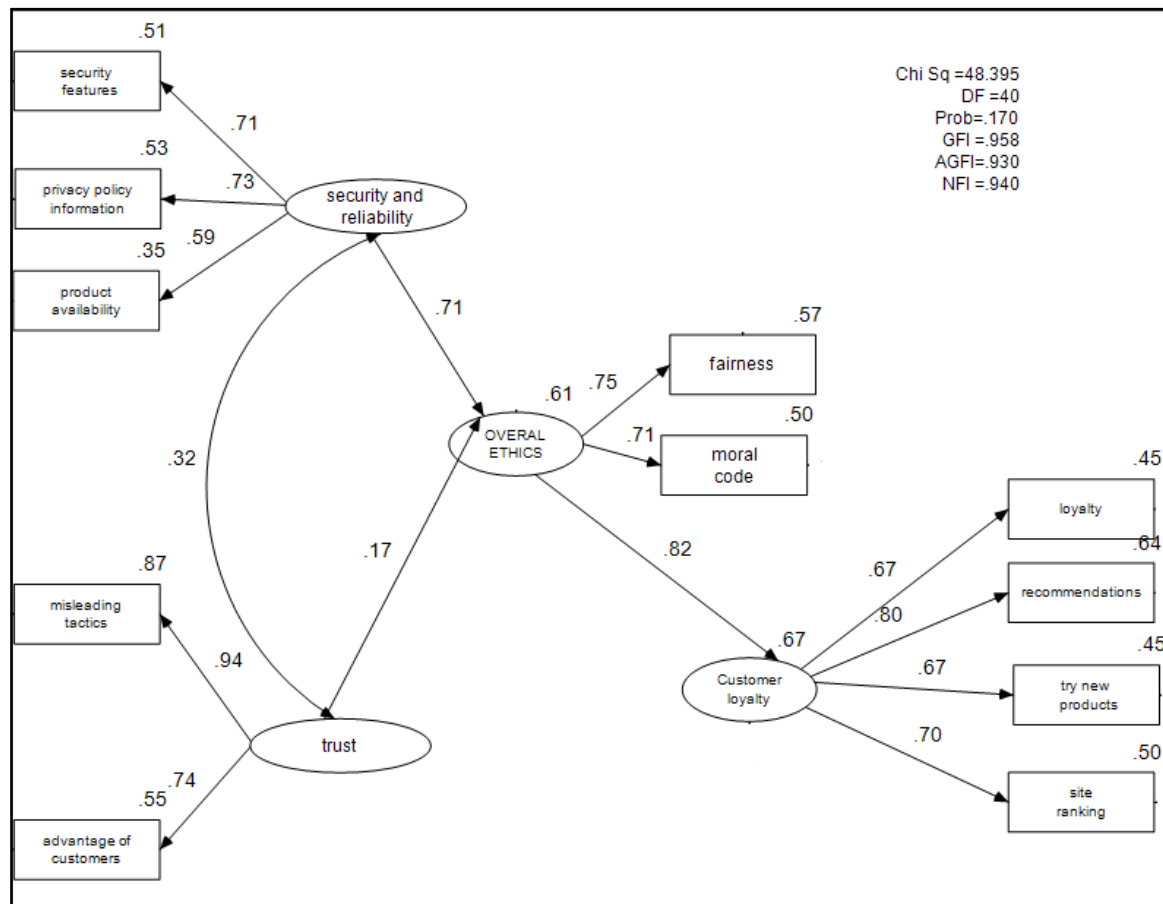 .51
security
features
.71
.53
privacy policy
information
.73
.59
.35
product
availability
security and
reliability
Chi Sq =48.395
DF =40
Prob=.170
GFI =.958
AGFI=.930
NFI =.940
.71
.32
.17
.61
OVERAL
ETHICS
.75
.57
fairness
.71
.50
moral
code
.82
.87
misleading
tactics
.94
trust
.74
.55
advantage of
customers
.67
Customer
loyalty
.67
.45
loyalty
.80
.64
recommendations
.67
.45
try new
products
.70
.50
site
ranking